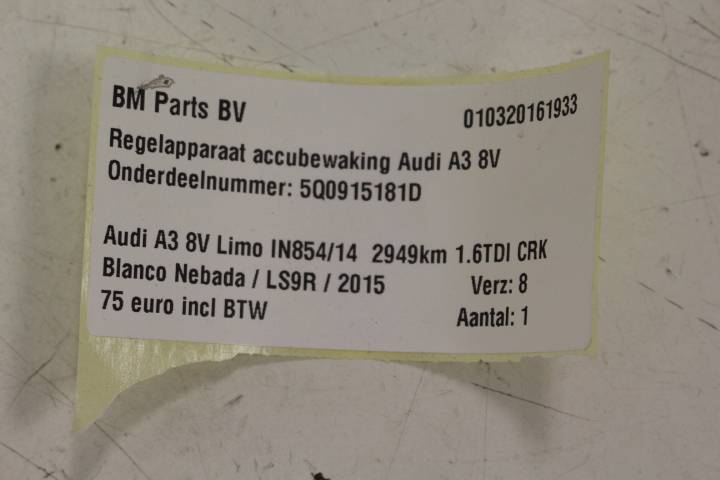 BM Parts BV 010320161933
Regelapparaat accubewaking Audi A3 8V
Onderdeelnummer: 5Q0915181D
Audi A3 8V Limo IN854/14 2949km 1.6TDI CRK
Blanco Nebada / LS9R / 2015 Verz: 8
75 euro incl BTW Aantal: 1